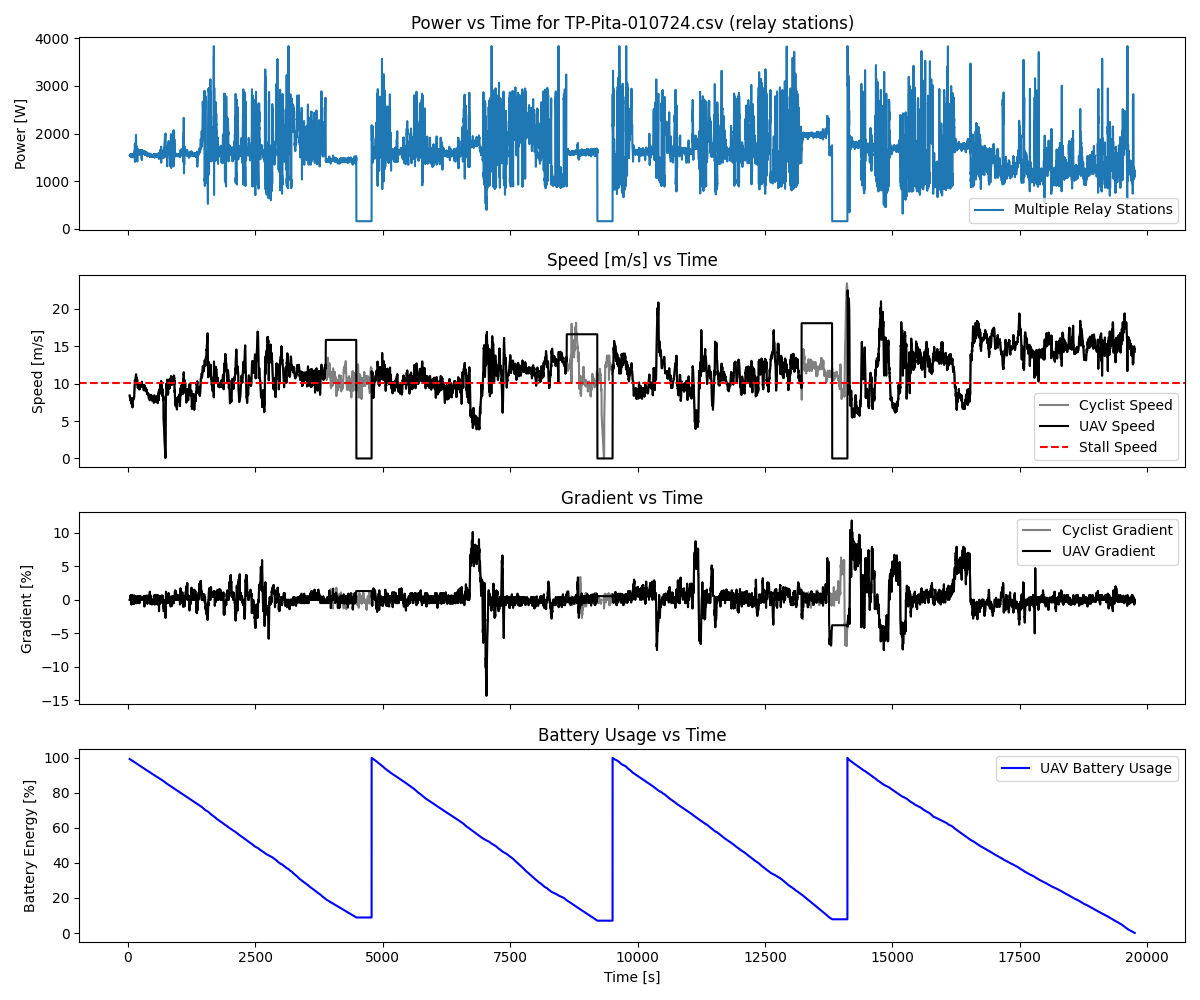 Power vs Time for TP-Pita-010724.csv (relay stations)
Power [W]
4000
3000
2000
1000
0
Multiple Relay Stations
Speed [m/s] vs Time
Speed [m/s]
20
15
10
5
0
Cyclist Speed
UAV Speed
Stall Speed
Gradient vs Time
Gradient [%]
10
5
0
−5
−10
−15
Cyclist Gradient
UAV Gradient
Battery Usage vs Time
Battery Energy [%]
100
80
60
40
20
0
UAV Battery Usage
0 2500 5000 7500 10000 12500 15000 17500 20000
Time [s]